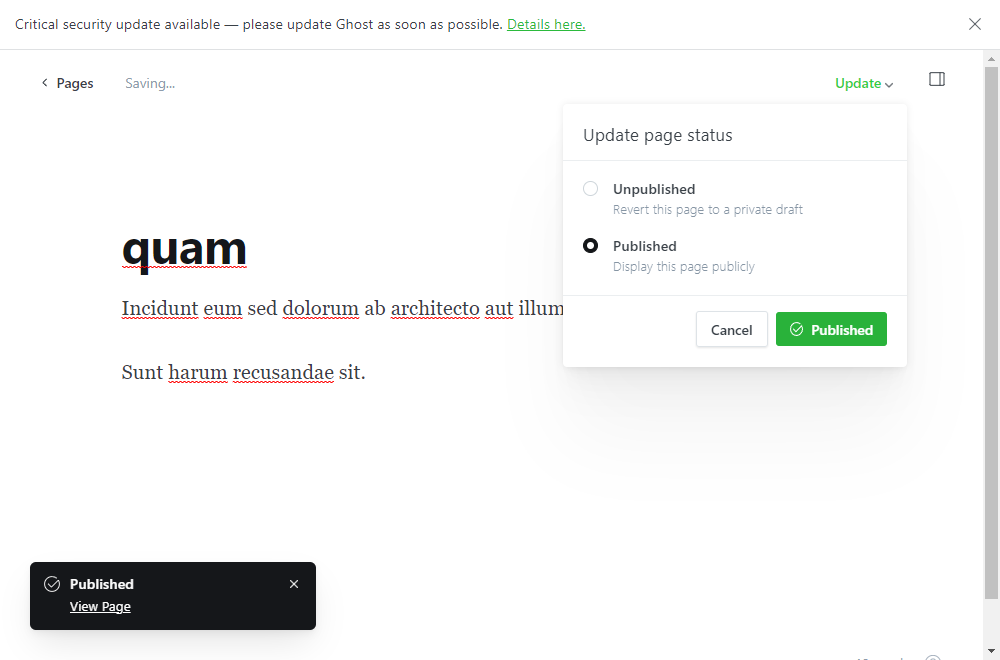 Critical security update available — please update Ghost as soon as possible. Details here.
Pages
Saving...
Update
Update page status
Unpublished
Revert this page to a private draft
Published
Display this page publicly
Cancel
Published
quam
Incidunt eum sed dolorum ab architecto aut illum
Sunt harum recusandae sit.
Published
View Page